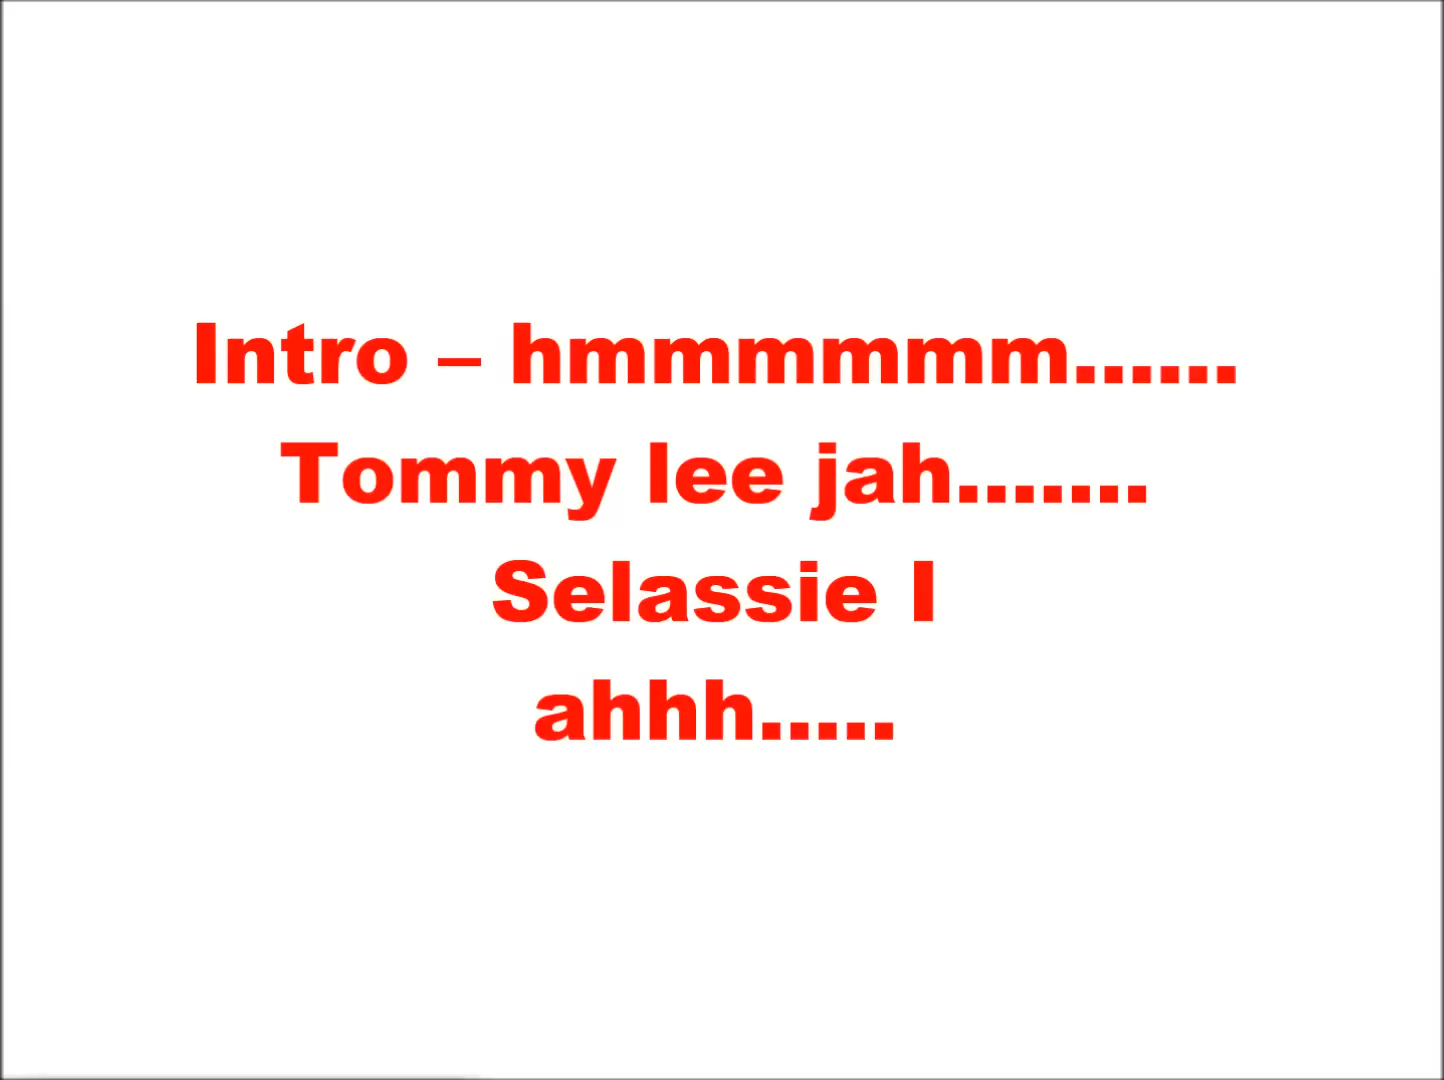 Intro – hmmmmmm......
Tommy lee jah.......
Selassie I
ahhh.....